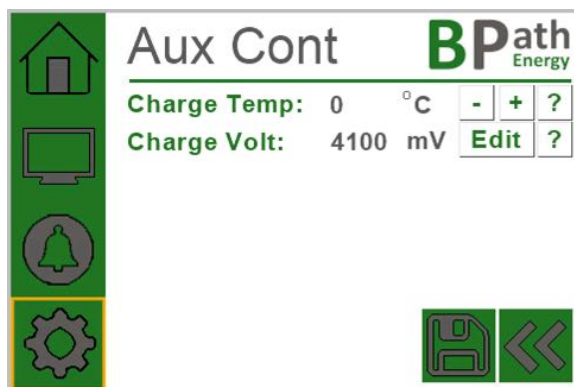 Aux Cont
BPath
Energy
Charge Temp: 0 °C - + ?
Charge Volt: 4100 mV Edit ?